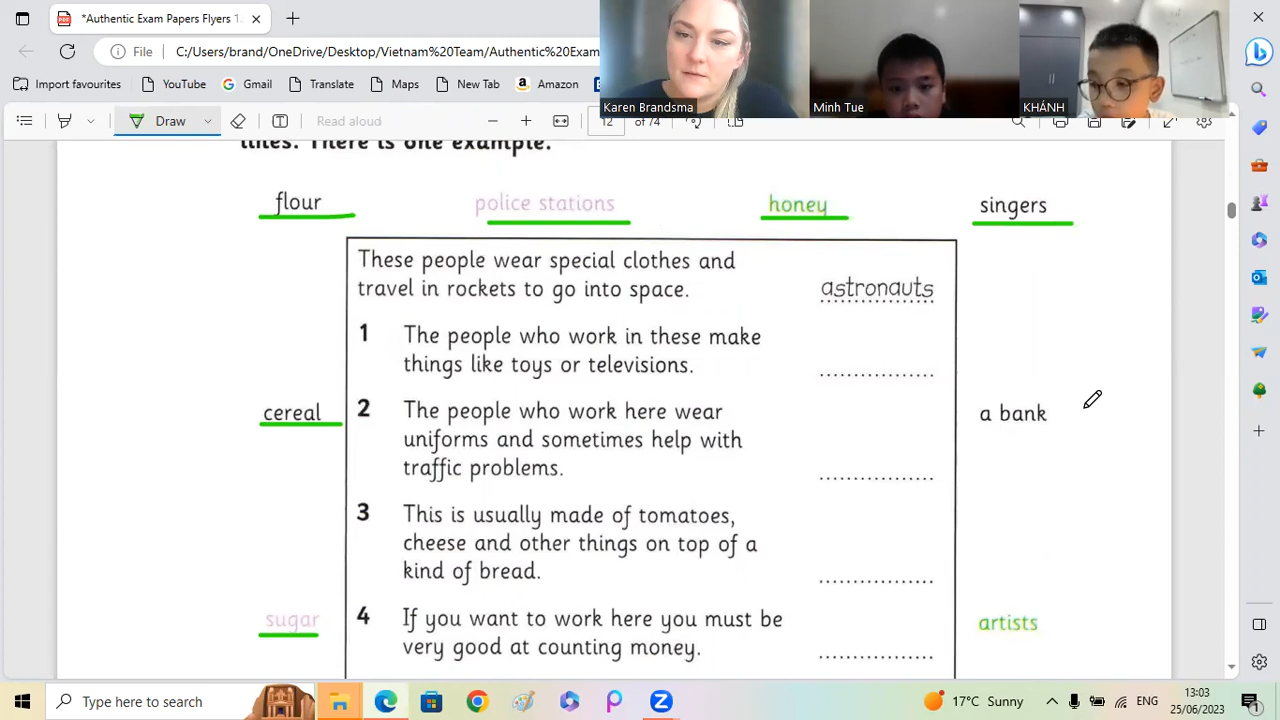 *Authentic Exam Papers Flyers 1.
File
C:/Users/brand/OneDrive/Desktop/Vietnam%20Team/Authentic%20Exam
Import favourites
YouTube
Gmail
Translate
Maps
New Tab
Amazon
Karen Brandsma
Minh Tue
KHÁNH
Draw
Read aloud
12
of 74
lines. There is one example.
flour
police stations
honey
singers
These people wear special clothes and
travel in rockets to go into space.
astronauts
1 The people who work in these make
things like toys or televisions.
cereal
2 The people who work here wear
uniforms and sometimes help with
traffic problems.
a bank
3 This is usually made of tomatoes,
cheese and other things on top of a
kind of bread.
sugar
4 If you want to work here you must be
very good at counting money.
artists
Type here to search
17°C Sunny
ENG
13:03
25/06/2023